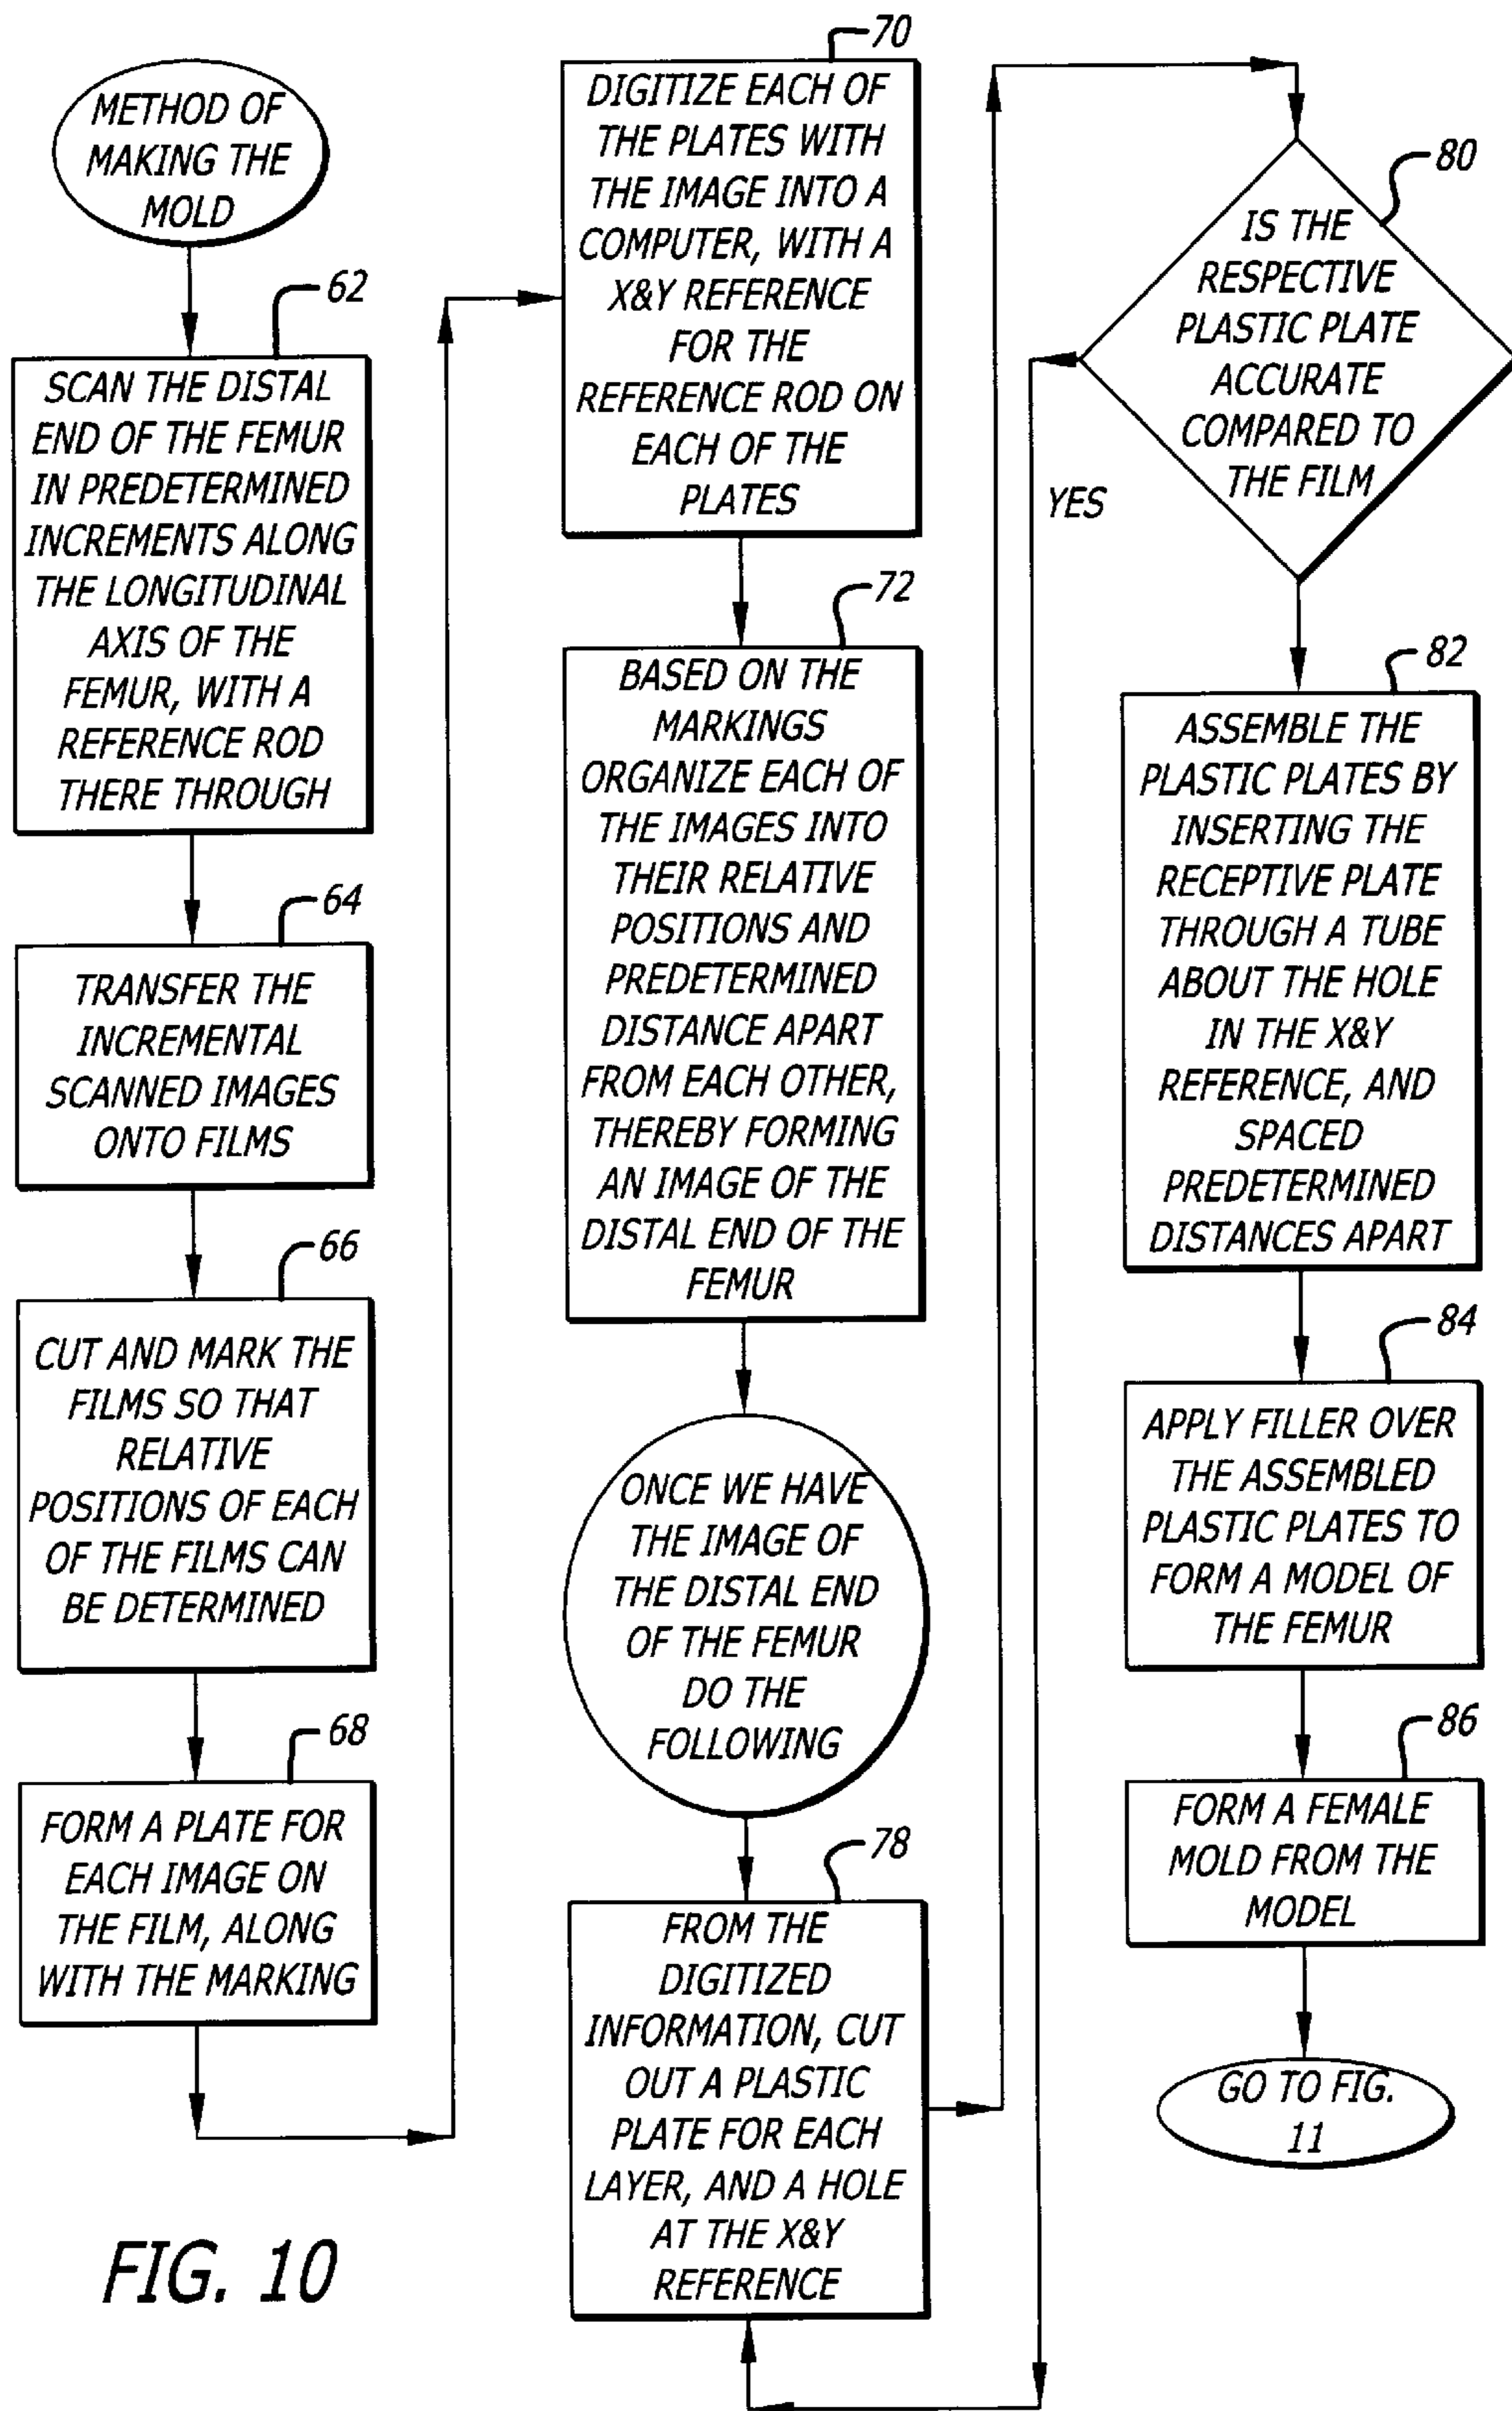 METHOD OF
MAKING THE
MOLD
62
SCAN THE DISTAL
END OF THE FEMUR
IN PREDETERMINED
INCREMENTS ALONG
THE LONGITUDINAL
AXIS OF THE
FEMUR, WITH A
REFERENCE ROD
THERE THROUGH
64
TRANSFER THE
INCREMENTAL
SCANNED IMAGES
ONTO FILMS
66
CUT AND MARK THE
FILMS SO THAT
RELATIVE
POSITIONS OF EACH
OF THE FILMS CAN
BE DETERMINED
68
FORM A PLATE FOR
EACH IMAGE ON
THE FILM, ALONG
WITH THE MARKING
70
DIGITIZE EACH OF
THE PLATES WITH
THE IMAGE INTO A
COMPUTER, WITH A
X&Y REFERENCE
FOR THE
REFERENCE ROD ON
EACH OF THE
PLATES
72
BASED ON THE
MARKINGS
ORGANIZE EACH OF
THE IMAGES INTO
THEIR RELATIVE
POSITIONS AND
PREDETERMINED
DISTANCE APART
FROM EACH OTHER,
THEREBY FORMING
AN IMAGE OF THE
DISTAL END OF THE
FEMUR
ONCE WE HAVE
THE IMAGE OF
THE DISTAL END
OF THE FEMUR
DO THE
FOLLOWING
78
FROM THE
DIGITIZED
INFORMATION, CUT
OUT A PLASTIC
PLATE FOR EACH
LAYER, AND A HOLE
AT THE X&Y
REFERENCE
80
IS THE
RESPECTIVE
PLASTIC PLATE
ACCURATE
COMPARED TO
THE FILM
YES
82
ASSEMBLE THE
PLASTIC PLATES BY
INSERTING THE
RECEPTIVE PLATE
THROUGH A TUBE
ABOUT THE HOLE
IN THE X&Y
REFERENCE, AND
SPACED
PREDETERMINED
DISTANCES APART
84
APPLY FILLER OVER
THE ASSEMBLED
PLASTIC PLATES TO
FORM A MODEL OF
THE FEMUR
86
FORM A FEMALE
MOLD FROM THE
MODEL
GO TO FIG.
11
FIG. 10